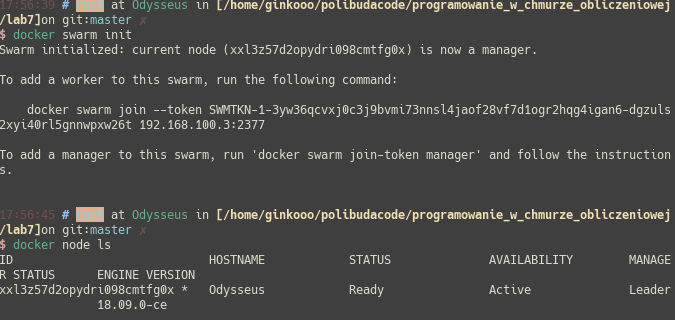 17:56:39 # at Odysseus in [/home/ginkooo/polibudacode/programowanie_w_chmurze_obliczeniowej
/lab7]on git:master ✗
$ docker swarm init
Swarm initialized: current node (xxl3z57d2opydri098cmtfg0x) is now a manager.
To add a worker to this swarm, run the following command:
docker swarm join --token SWMTKN-1-3yw36qcvxj0c3j9bvmi73nnsl4jaof28vf7d1ogr2hqg4igan6-dgzuls
2xyi40rl5gnnwpxw26t 192.168.100.3:2377
To add a manager to this swarm, run 'docker swarm join-token manager' and follow the instruction
s.
17:56:45 # at Odysseus in [/home/ginkooo/polibudacode/programowanie_w_chmurze_obliczeniowej
/lab7]on git:master ✗
$ docker node ls
ID HOSTNAME STATUS AVAILABILITY MANAGE
R STATUS ENGINE VERSION
xxl3z57d2opydri098cmtfg0x * Odysseus Ready Active Leader
18.09.0-ce